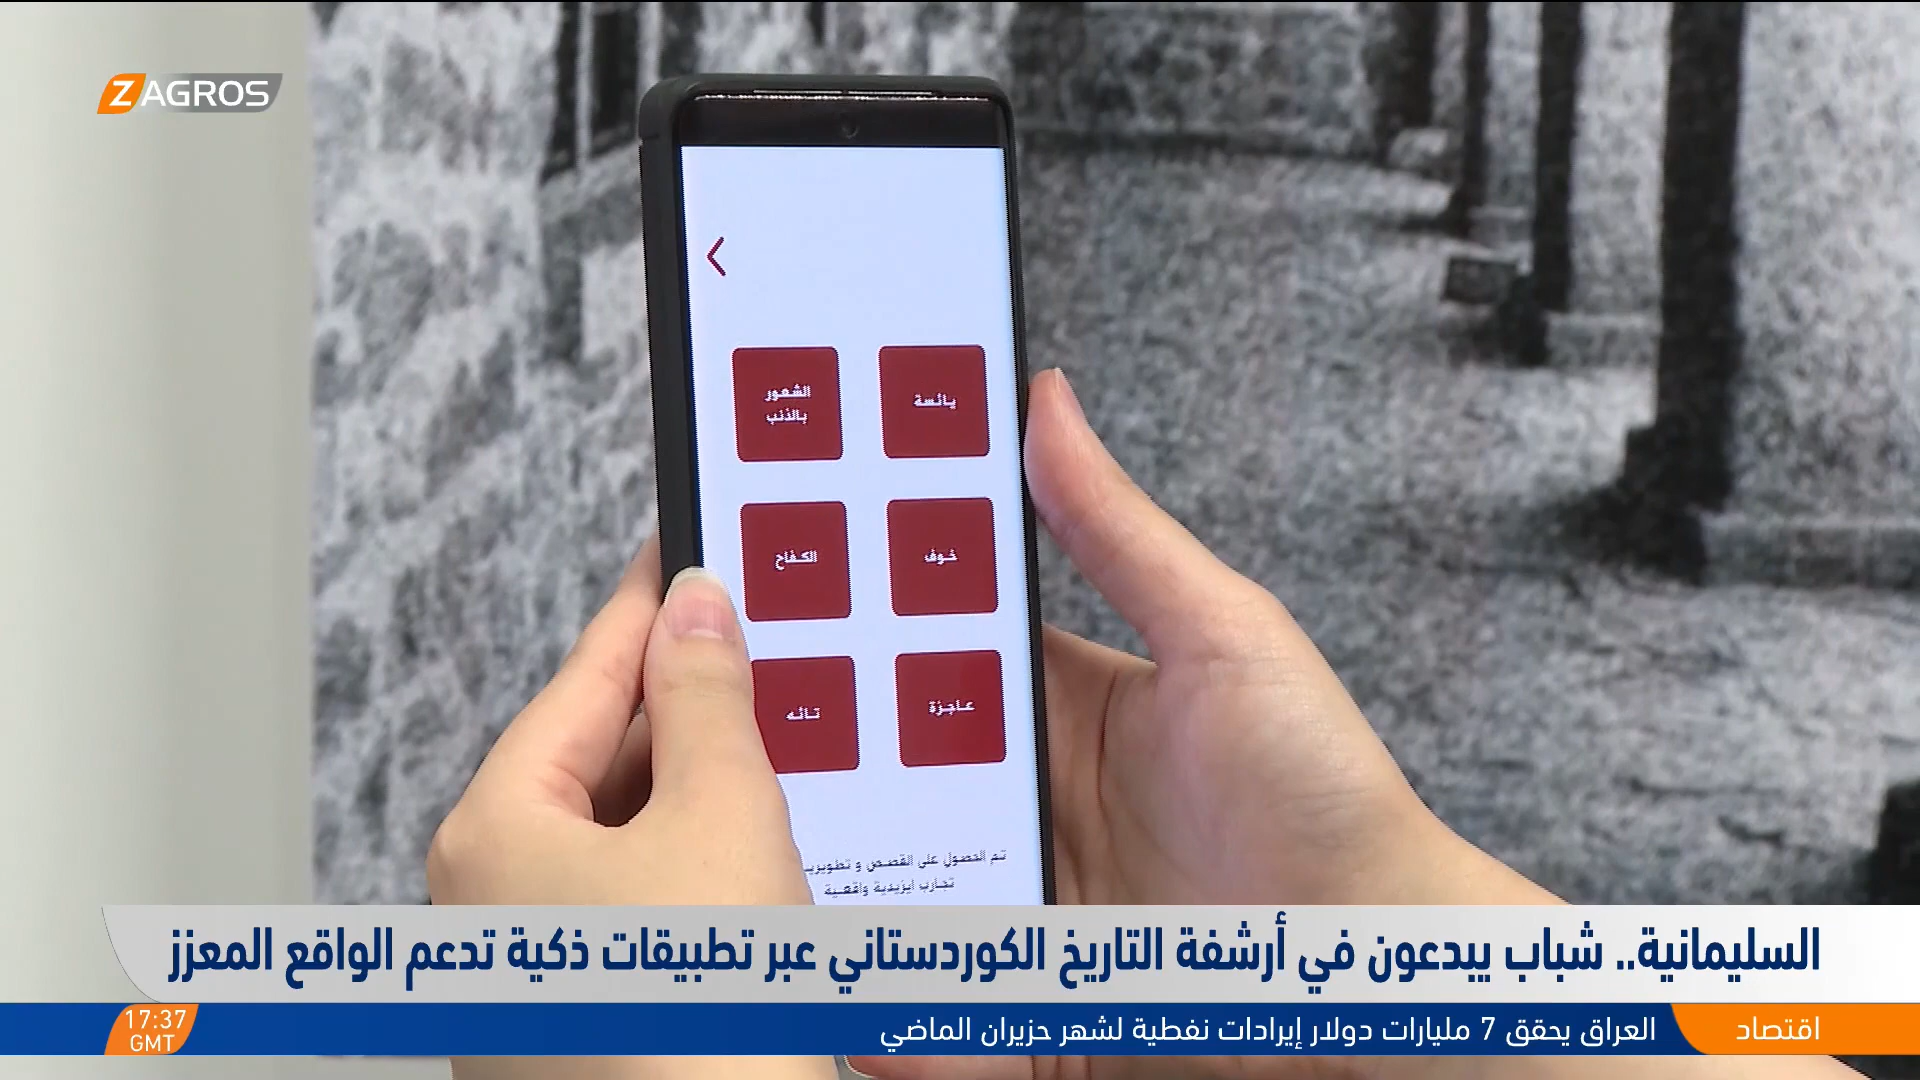 ZAGROS
يائسة
الشعور
بالذنب
خوف
الكفاح
عاجزة
تائه
تم الحصول على القصص و تطويرهـ
تجارب ايزيدية واقعية
السليمانية.. شباب يبدعون في أرشفة التاريخ الكوردستاني عبر تطبيقات ذكية تدعم الواقع المعزز
اقتصاد
العراق يحقق 7 مليارات دولار إيرادات نفطية لشهر حزيران الماضي
17:37
GMT